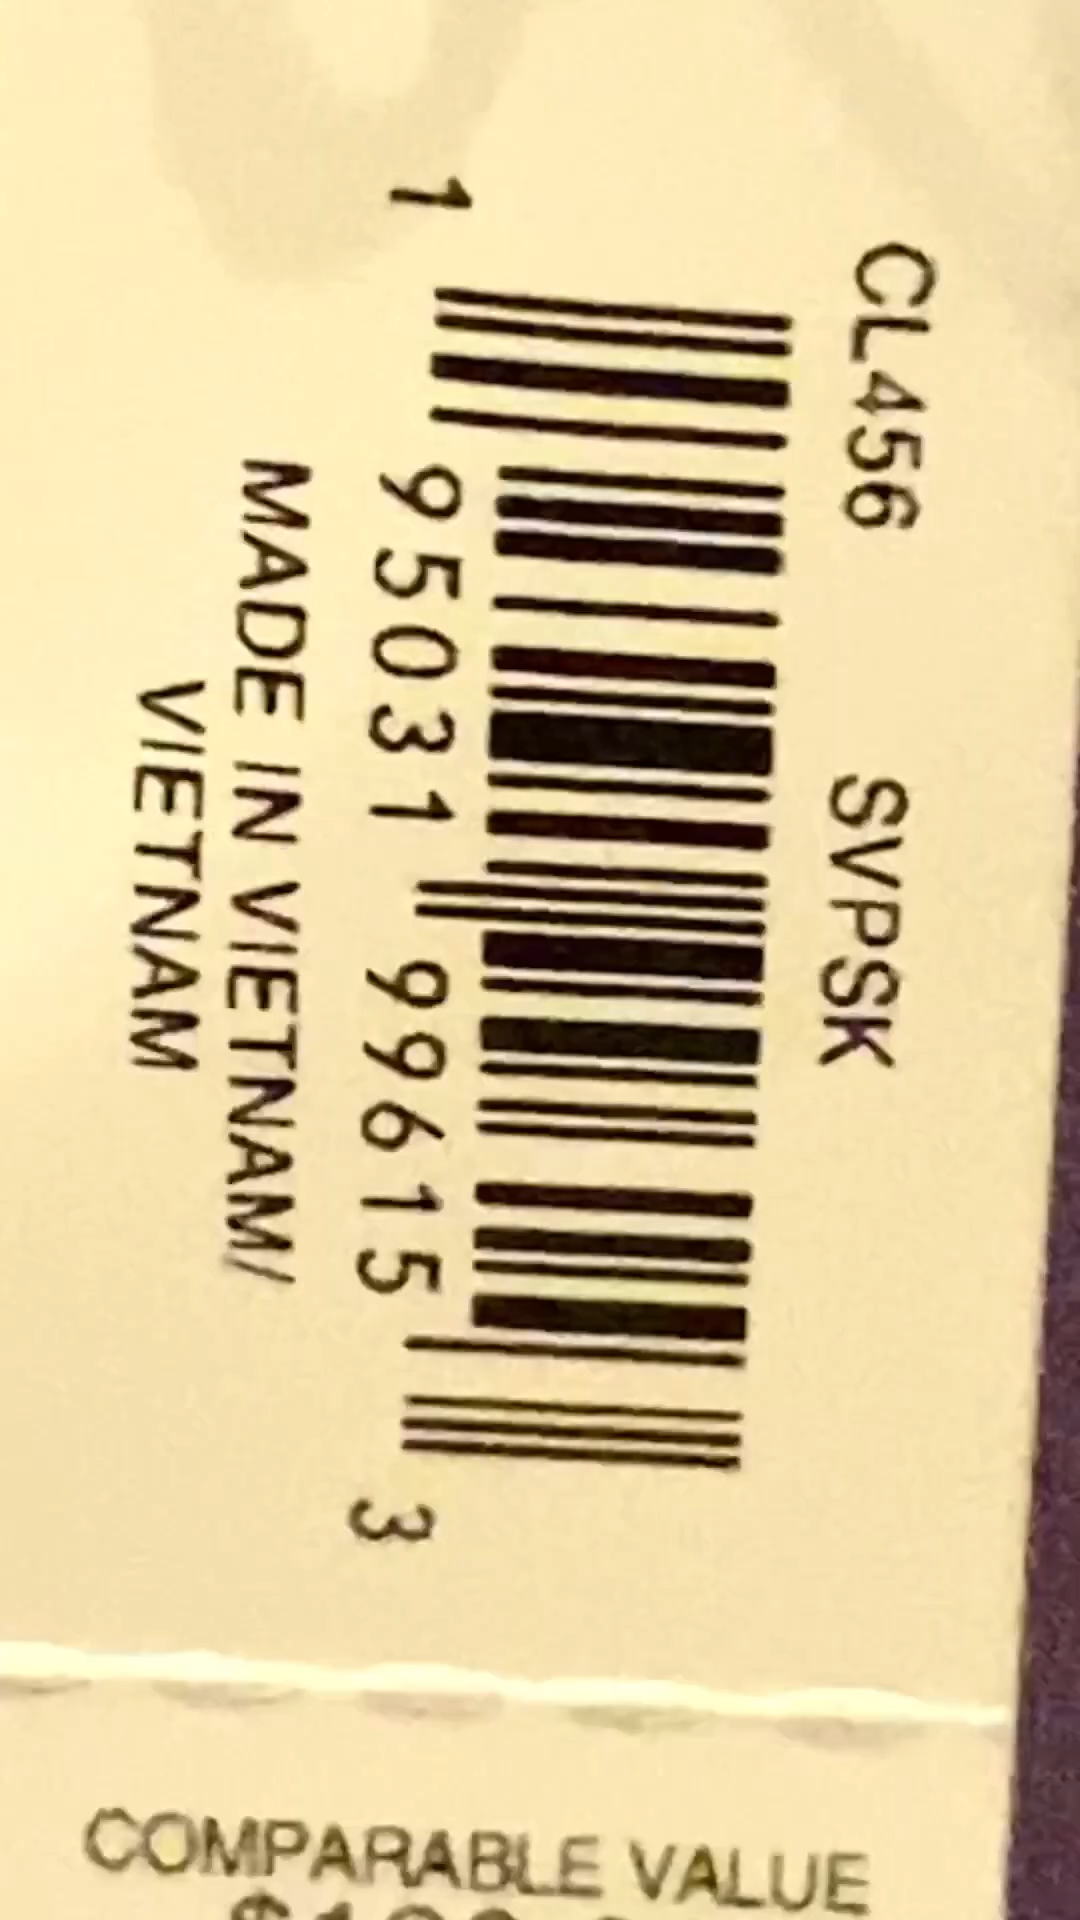 CL456 SVPSK
1 95031 99615 3
MADE IN VIETNAM/
VIETNAM
COMPARABLE VALUE